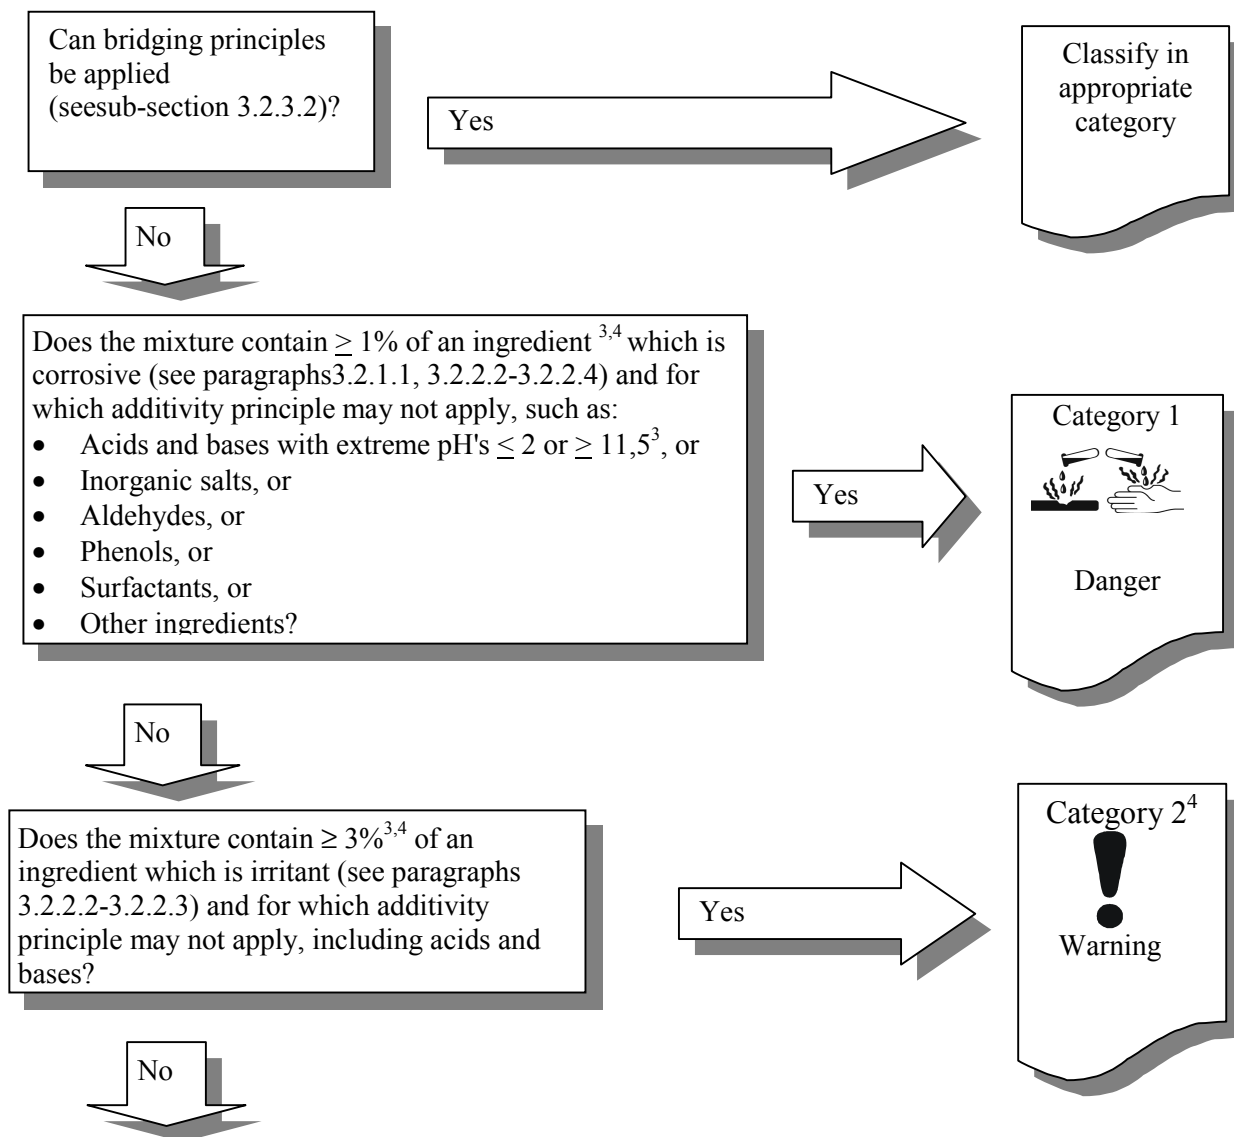 Can bridging principles
be applied
(seesub-section 3.2.3.2)?
Yes
Classify in
appropriate
category
No
Does the mixture contain ≥ 1% of an ingredient ³,⁴ which is
corrosive (see paragraphs3.2.1.1, 3.2.2.2-3.2.2.4) and for
which additivity principle may not apply, such as:
• Acids and bases with extreme pH's ≤ 2 or ≥ 11,5³, or
• Inorganic salts, or
• Aldehydes, or
• Phenols, or
• Surfactants, or
• Other ingredients?
Yes
Category 1
Danger
No
Does the mixture contain ≥ 3%³,⁴ of an
ingredient which is irritant (see paragraphs
3.2.2.2-3.2.2.3) and for which additivity
principle may not apply, including acids and
bases?
Yes
Category 2⁴
Warning
No